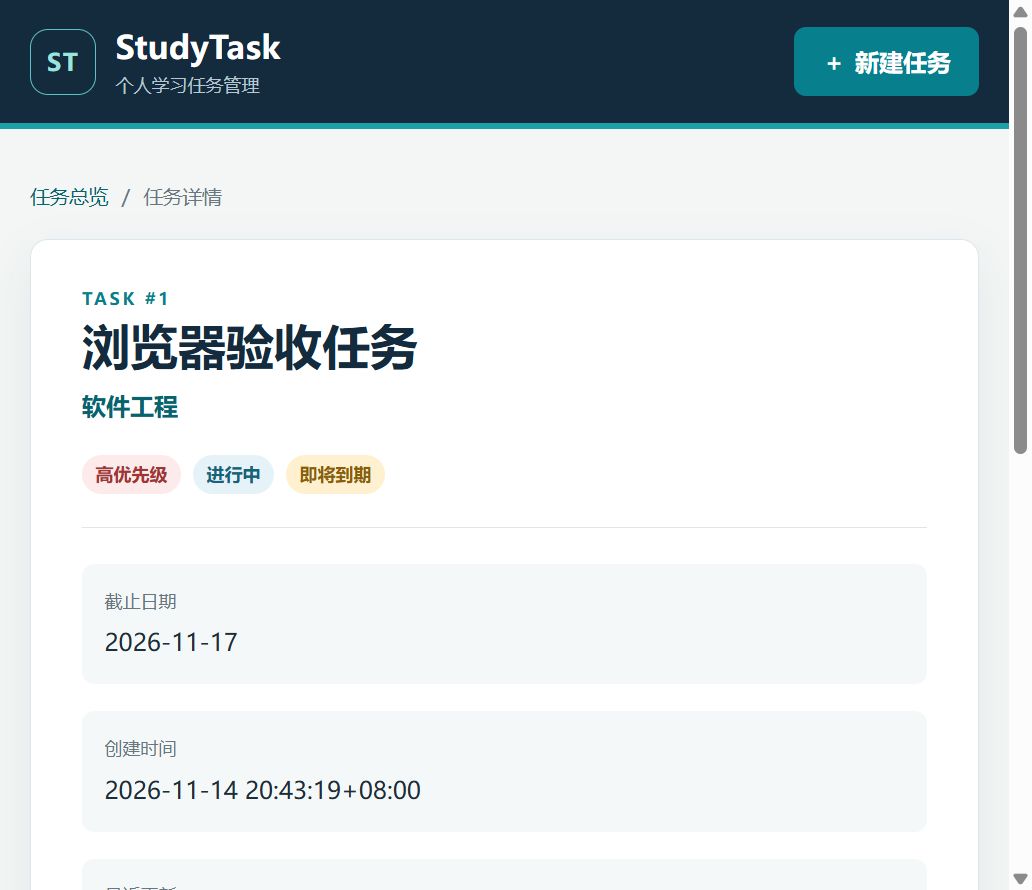 ST
StudyTask
个人学习任务管理
+ 新建任务
任务总览 / 任务详情
TASK #1
浏览器验收任务
软件工程
高优先级 进行中 即将到期
截止日期
2026-11-17
创建时间
2026-11-14 20:43:19+08:00